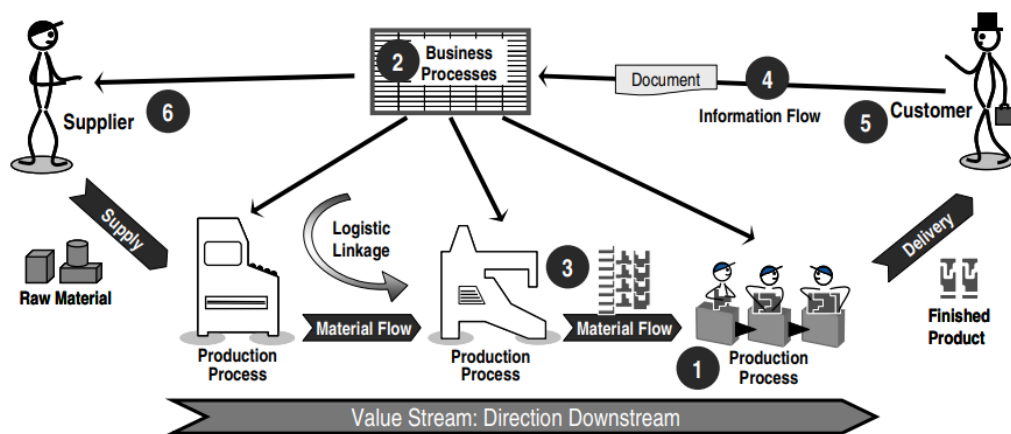 2
Business
Processes
Document
4
Information Flow
5
Customer
6
Supplier
Supply
Raw Material
Logistic
Linkage
3
Delivery
Finished
Product
Material Flow
Material Flow
Production
Process
Production
Process
1
Production
Process
Value Stream: Direction Downstream